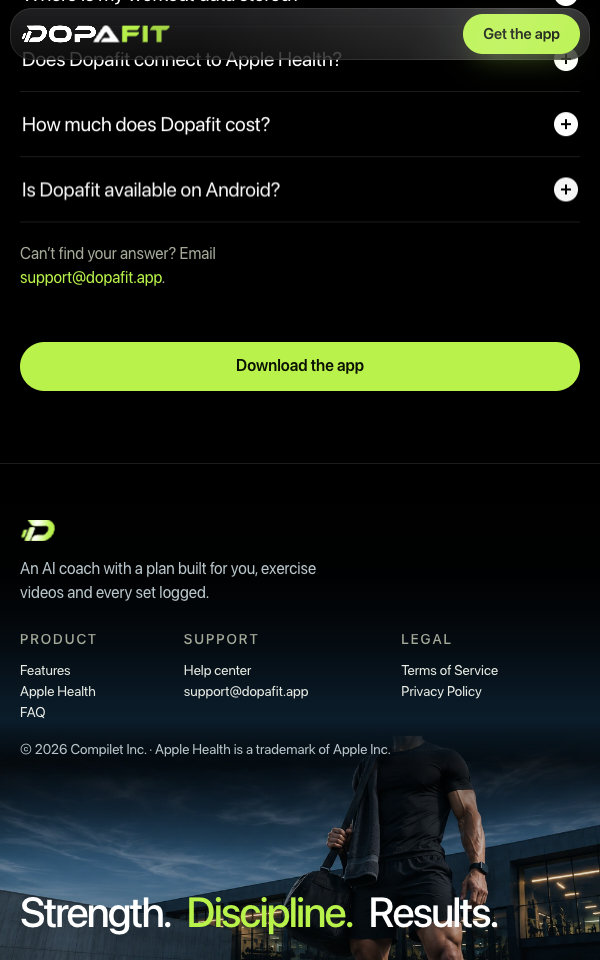 DOPAFIT
Get the app
Does Dopafit connect to Apple Health?
How much does Dopafit cost?
Is Dopafit available on Android?
Can’t find your answer? Email
support@dopafit.app.
Download the app
An AI coach with a plan built for you, exercise
videos and every set logged.
PRODUCT
Features
Apple Health
FAQ
SUPPORT
Help center
support@dopafit.app
LEGAL
Terms of Service
Privacy Policy
© 2026 Compilet Inc. · Apple Health is a trademark of Apple Inc.
Strength. Discipline. Results.